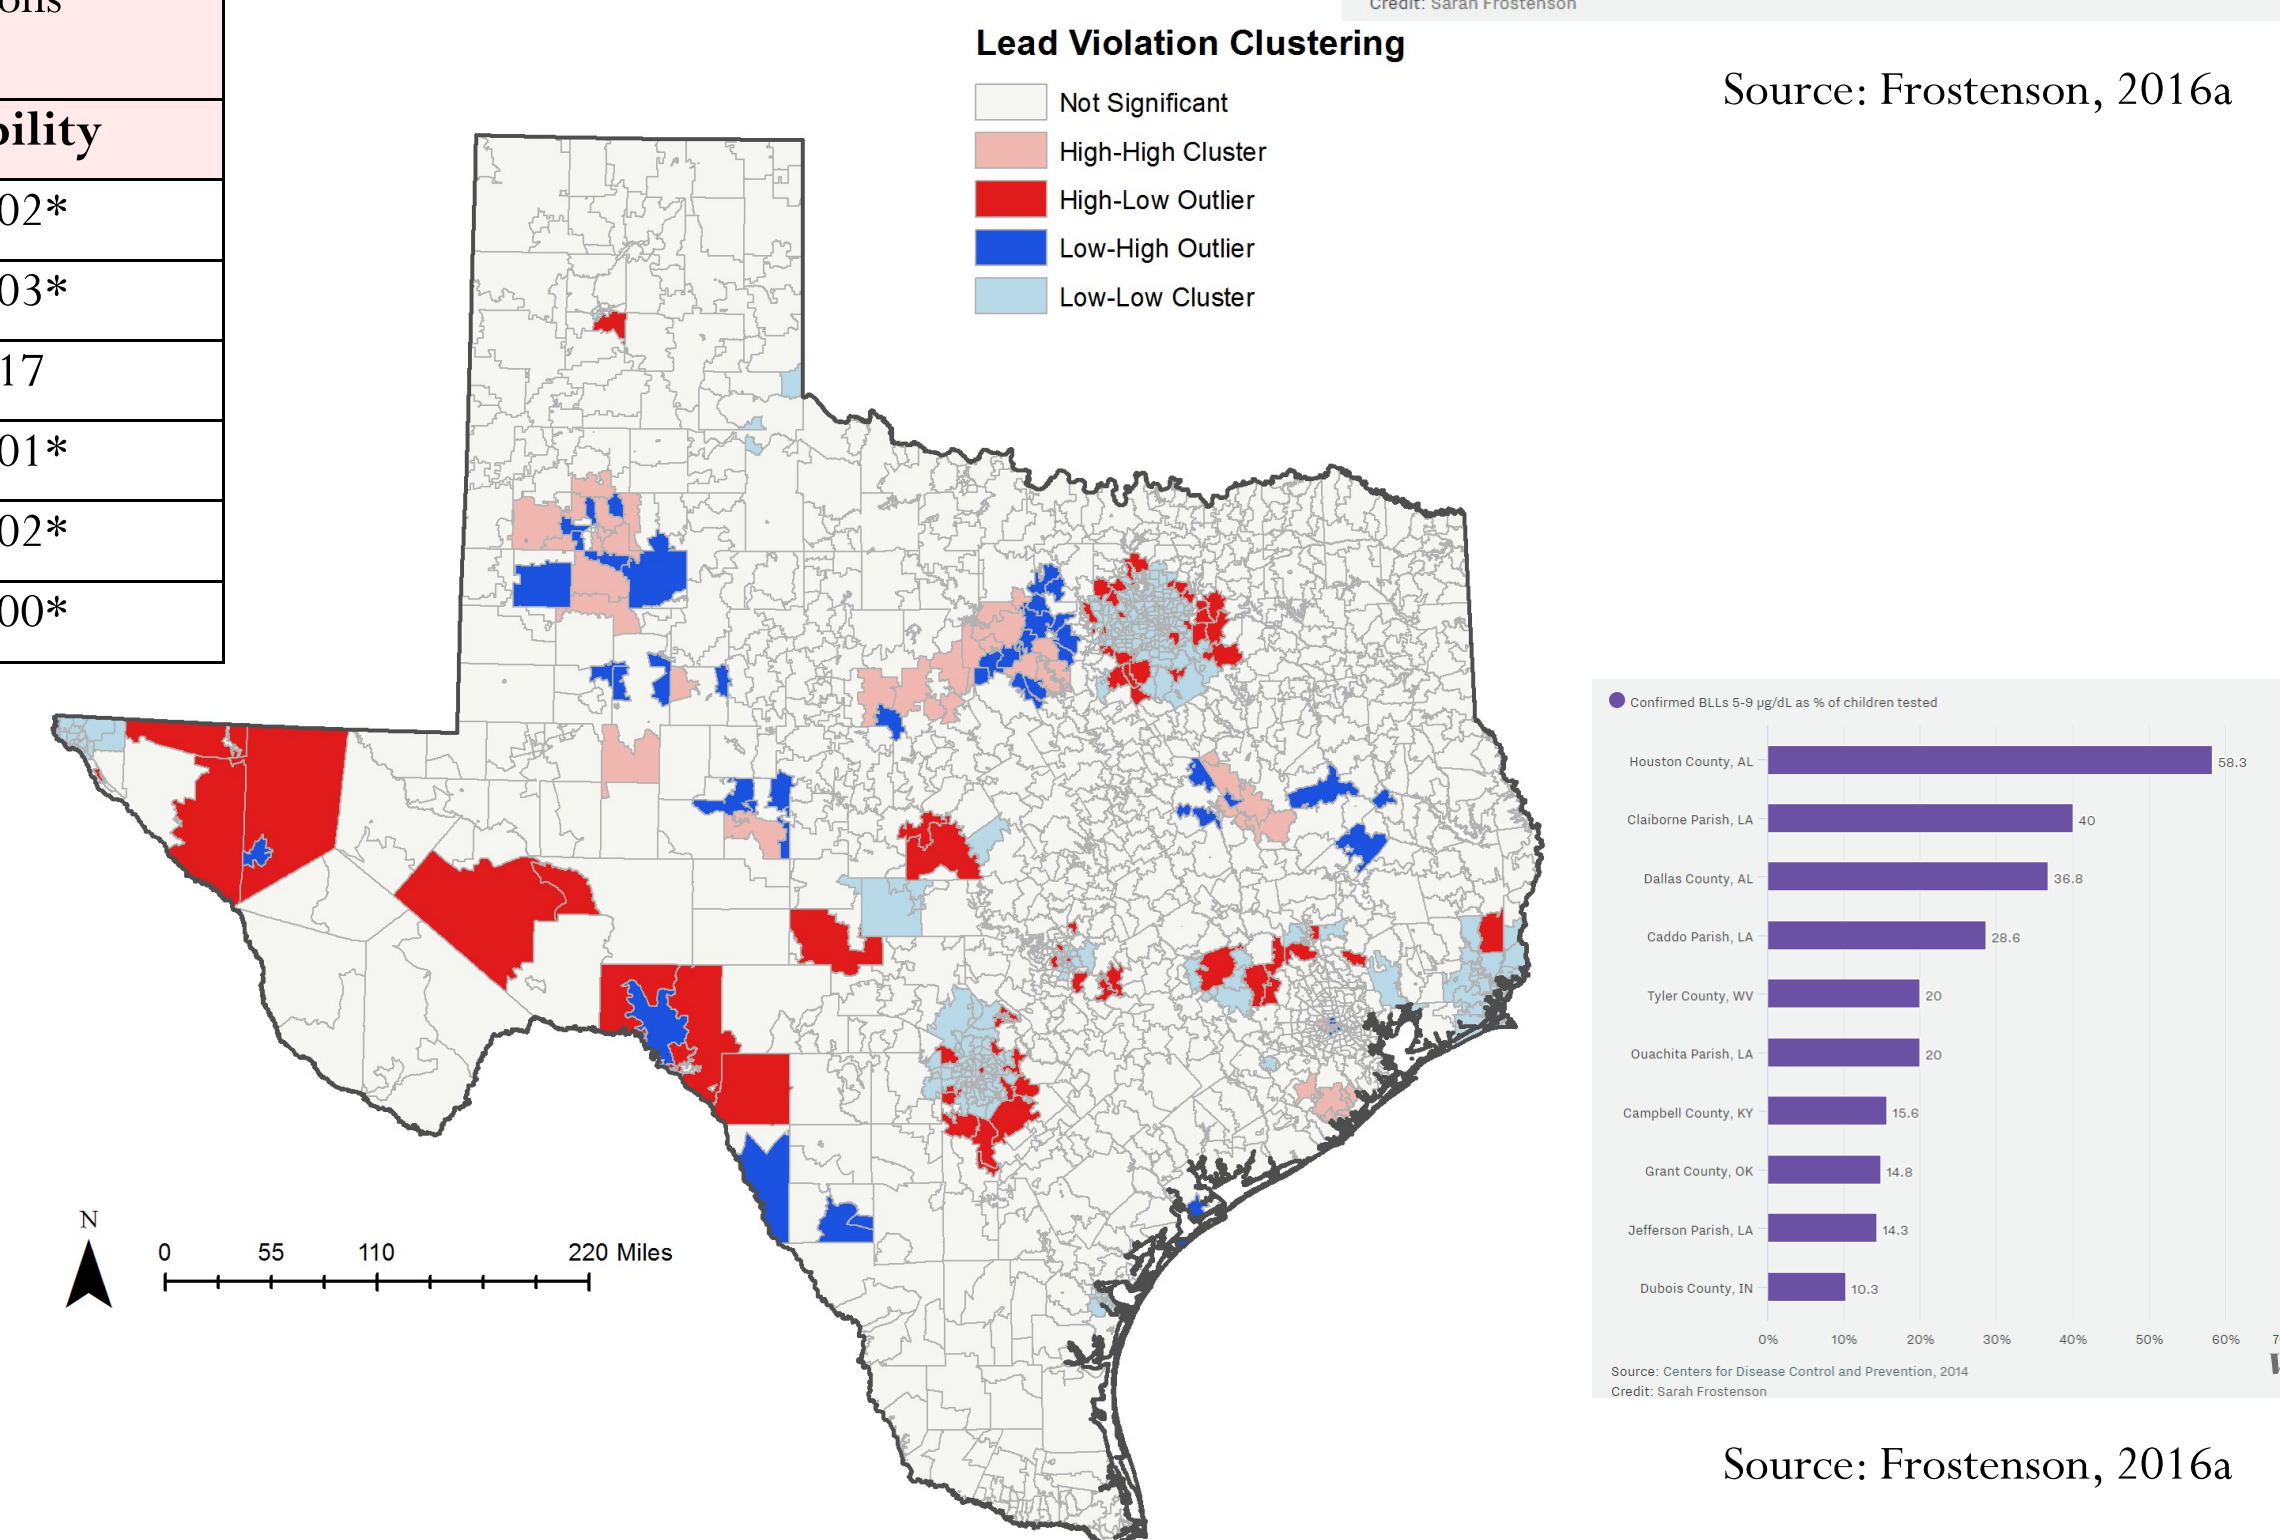 Credit: Sarah Frostenson
02*
03*
17
01*
02*
00*
Lead Violation Clustering
Not Significant
High-High Cluster
High-Low Outlier
Low-High Outlier
Low-Low Cluster
Source: Frostenson, 2016a
N
0 55 110 220 Miles
Confirmed BLLs 5-9 µg/dL as % of children tested
Houston County, AL 58.3
Claiborne Parish, LA 40
Dallas County, AL 36.8
Caddo Parish, LA 28.6
Tyler County, WV 20
Ouachita Parish, LA 20
Campbell County, KY 15.6
Grant County, OK 14.8
Jefferson Parish, LA 14.3
Dubois County, IN 10.3
0% 10% 20% 30% 40% 50% 60%
Source: Centers for Disease Control and Prevention, 2014
Credit: Sarah Frostenson
Source: Frostenson, 2016a